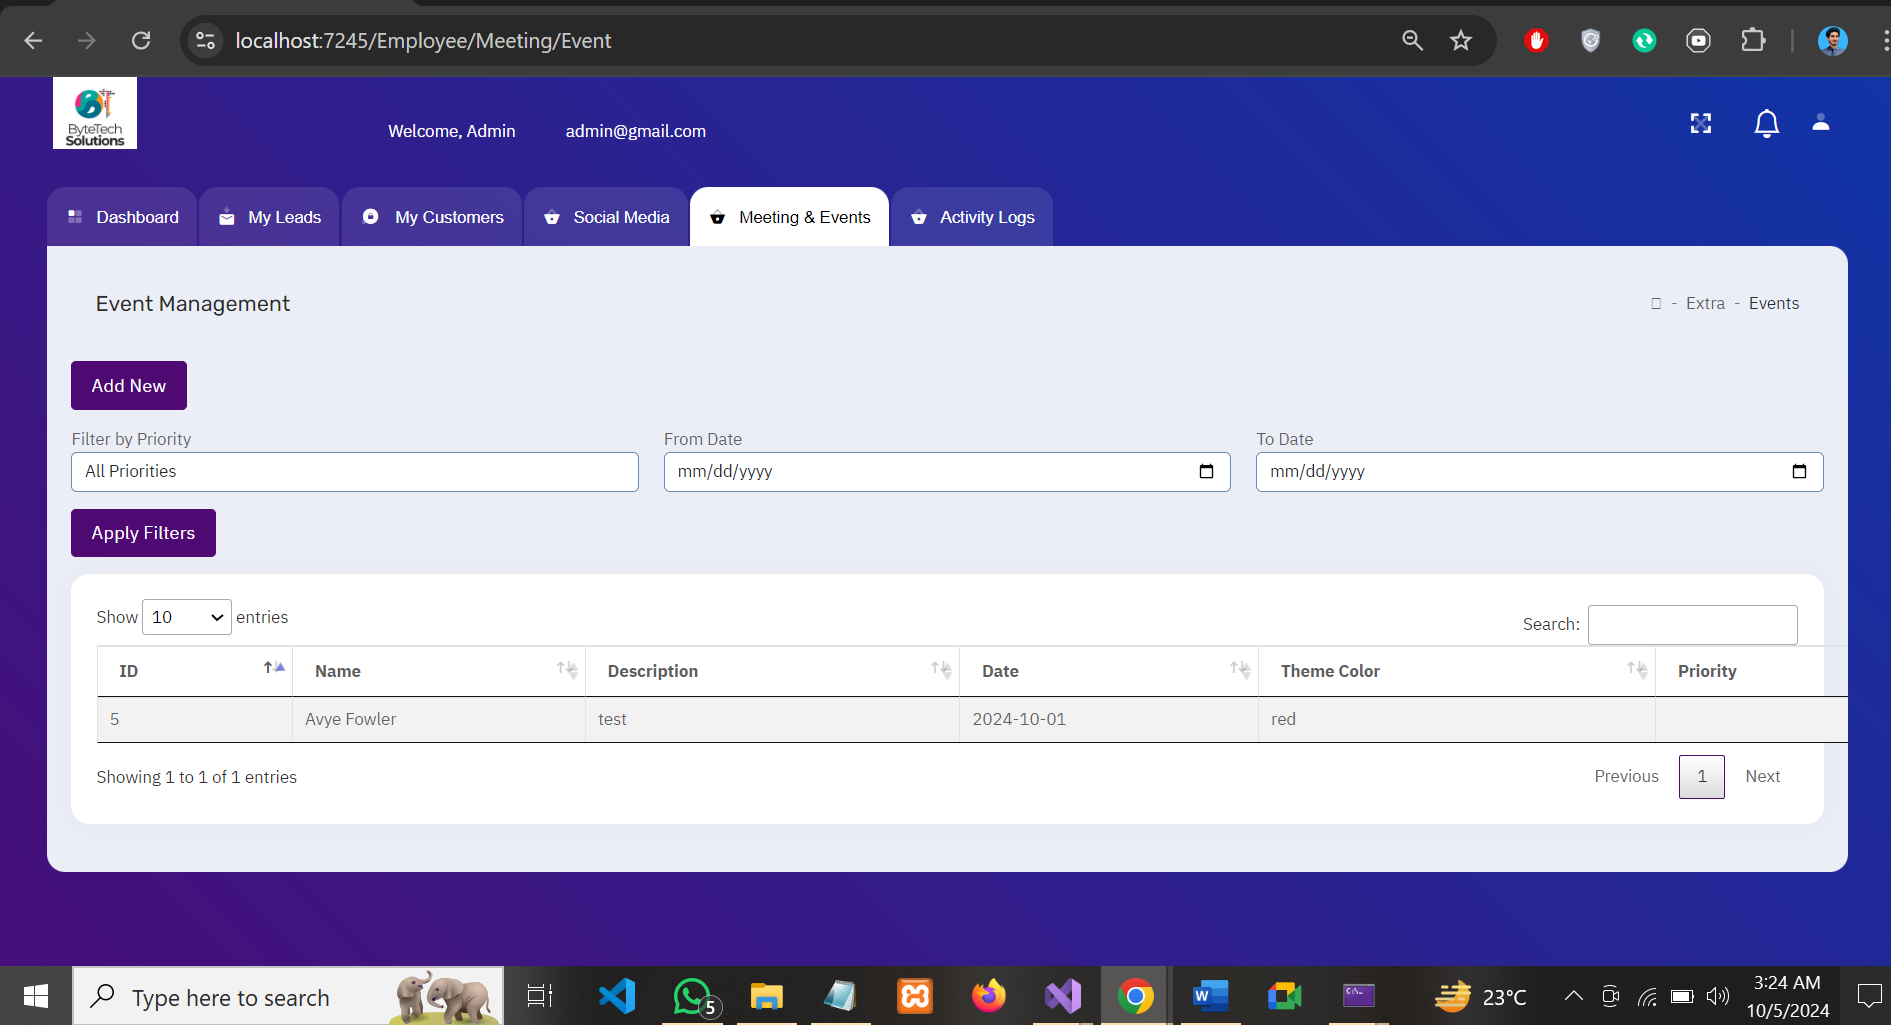 localhost:7245/Employee/Meeting/Event
ByteTech
Solutions
Welcome, Admin admin@gmail.com
Dashboard My Leads My Customers Social Media Meeting & Events Activity Logs
Event Management
- Extra - Events
Add New
Filter by Priority From Date To Date
All Priorities mm/dd/yyyy mm/dd/yyyy
Apply Filters
Show 10 entries
Search:
ID Name Description Date Theme Color Priority
5 Avye Fowler test 2024-10-01 red
Showing 1 to 1 of 1 entries
Previous 1 Next
Type here to search
5
C:\_
23°C
3:24 AM
10/5/2024